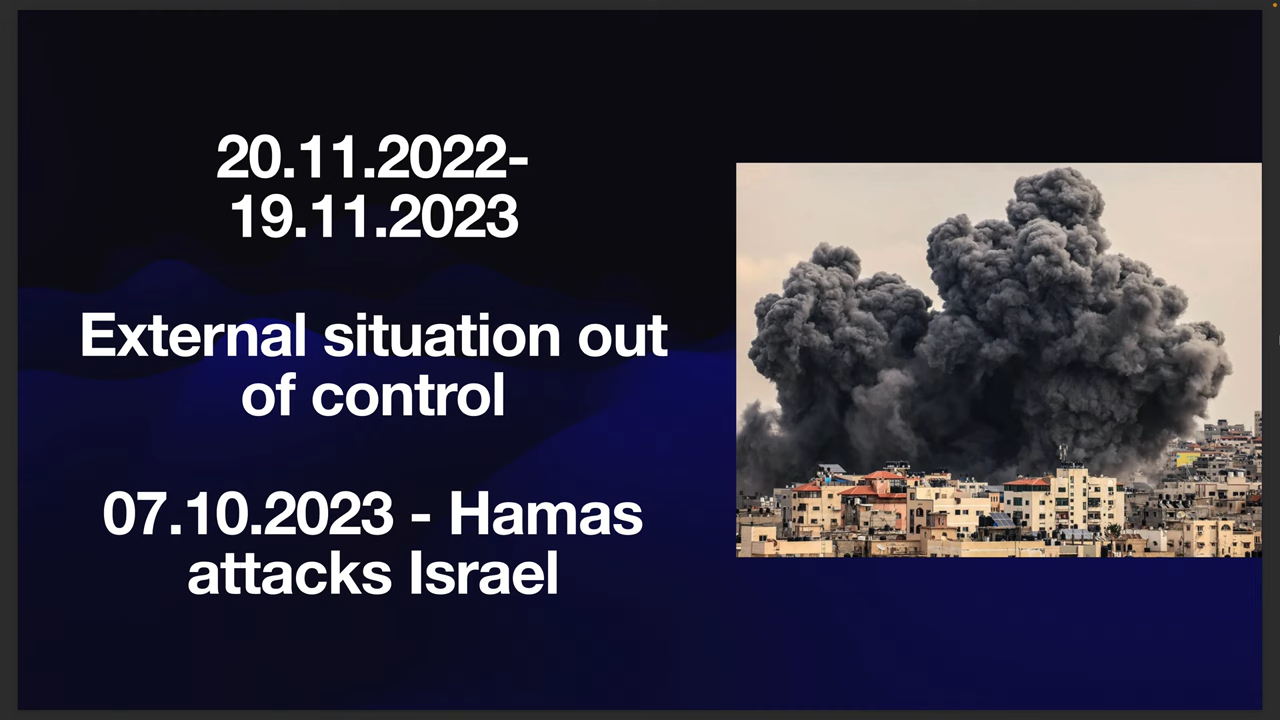 20.11.2022-
19.11.2023
External situation out
of control
07.10.2023 - Hamas
attacks Israel